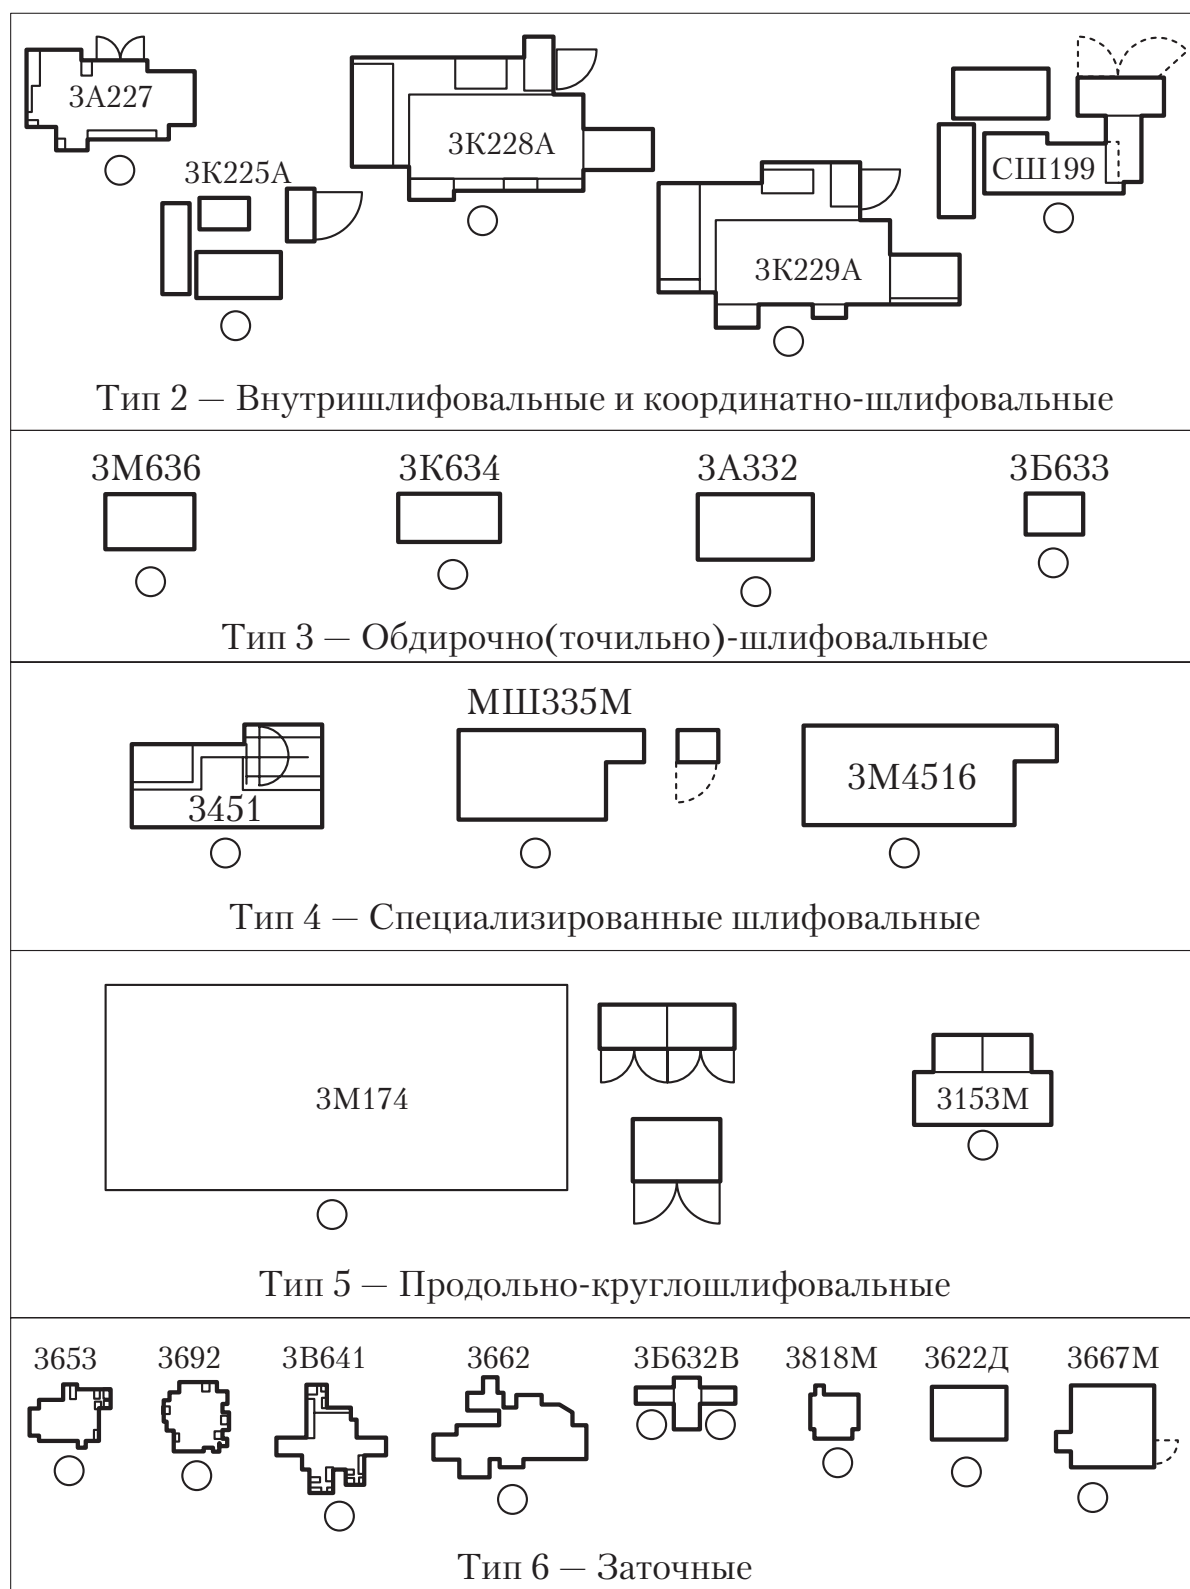 3А227
3К225А
3К228А
3К229А
СШ199
Тип 2 — Внутришлифовальные и координатно-шлифовальные
3М636 3К634 3А332 3Б633
Тип 3 — Обдирочно(точильно)-шлифовальные
3451
МШ335М
3М4516
Тип 4 — Специализированные шлифовальные
3М174
3153М
Тип 5 — Продольно-круглошлифовальные
3653 3692 3В641 3662 3Б632В 3818М 3622Д 3667М
Тип 6 — Заточные